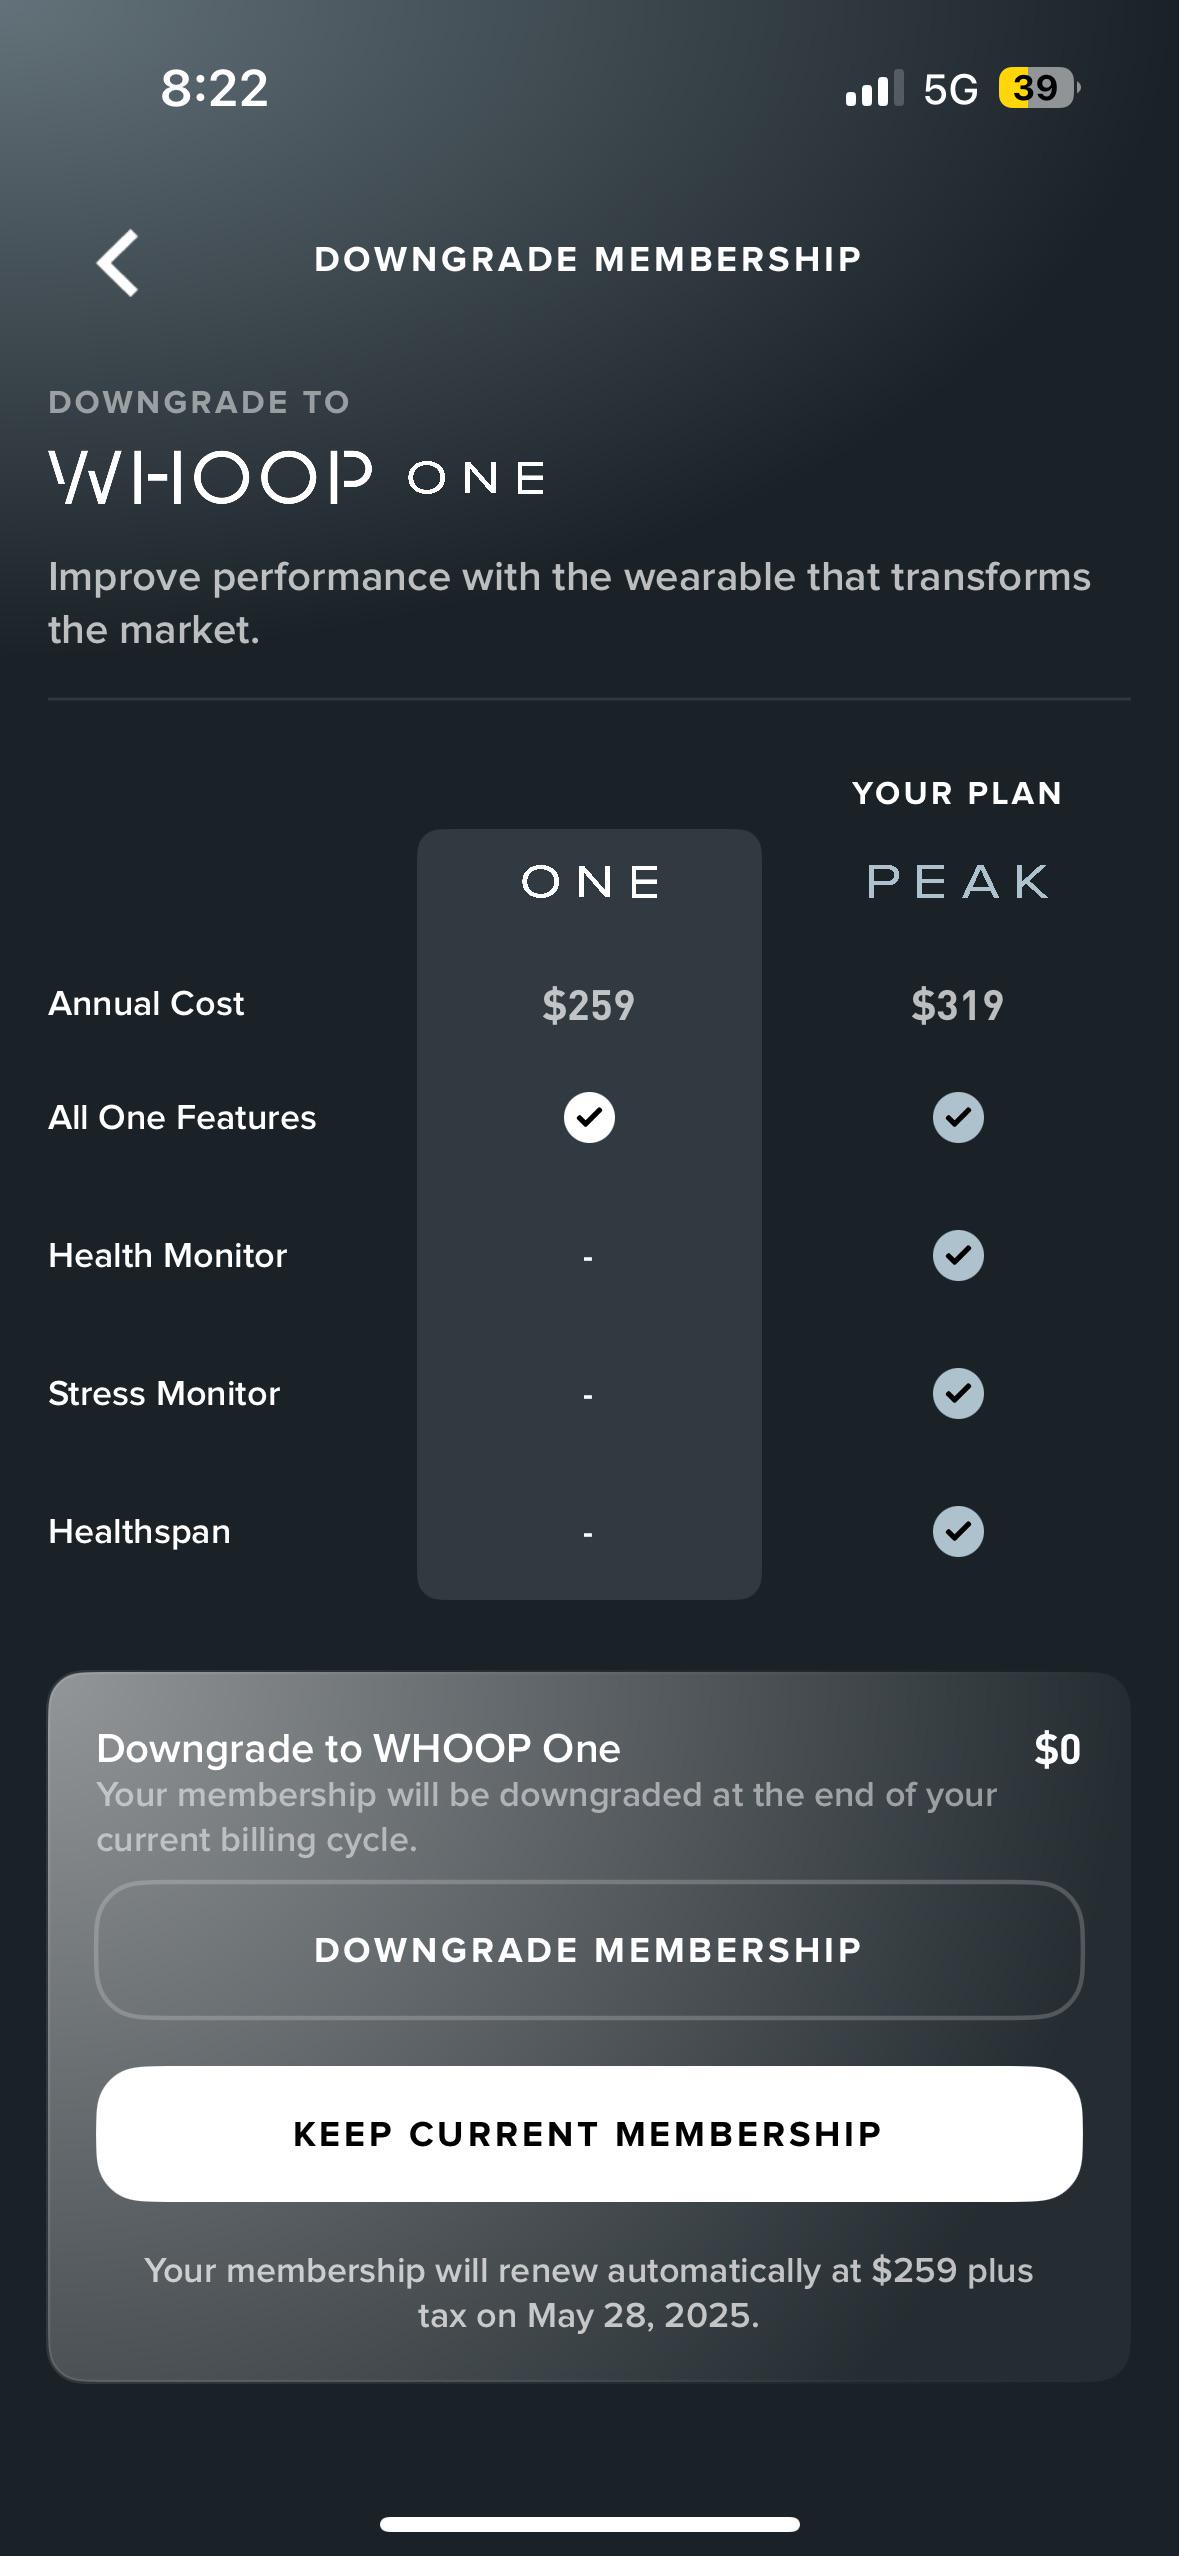 8:22
5G 39
DOWNGRADE MEMBERSHIP
DOWNGRADE TO
WHOOP ONE
Improve performance with the wearable that transforms
the market.
YOUR PLAN
ONE PEAK
Annual Cost $259 $319
All One Features
Health Monitor -
Stress Monitor -
Healthspan -
Downgrade to WHOOP One $0
Your membership will be downgraded at the end of your
current billing cycle.
DOWNGRADE MEMBERSHIP
KEEP CURRENT MEMBERSHIP
Your membership will renew automatically at $259 plus
tax on May 28, 2025.